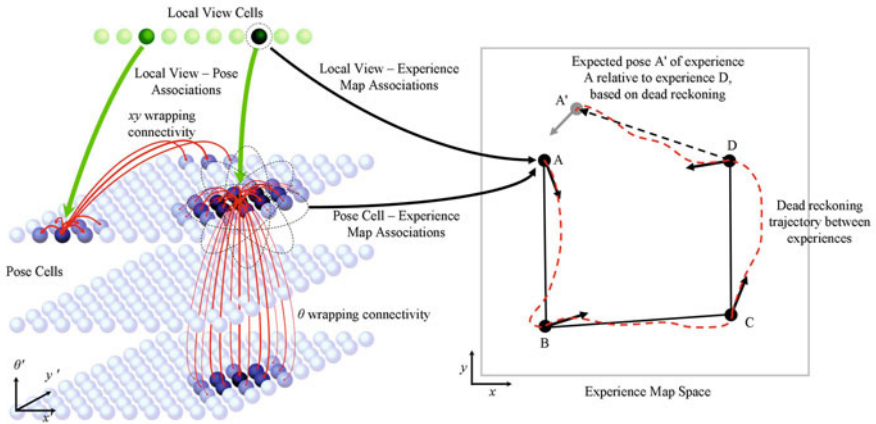 Local View Cells
Local View – Pose
Associations
Local View – Experience
Map Associations
xy wrapping
connectivity
Pose Cell – Experience
Map Associations
Pose Cells
θ wrapping connectivity
θ'
y'
x'
Expected pose A' of experience
A relative to experience D,
based on dead reckoning
A'
D
A
Dead reckoning
trajectory between
experiences
C
B
y
x
Experience Map Space